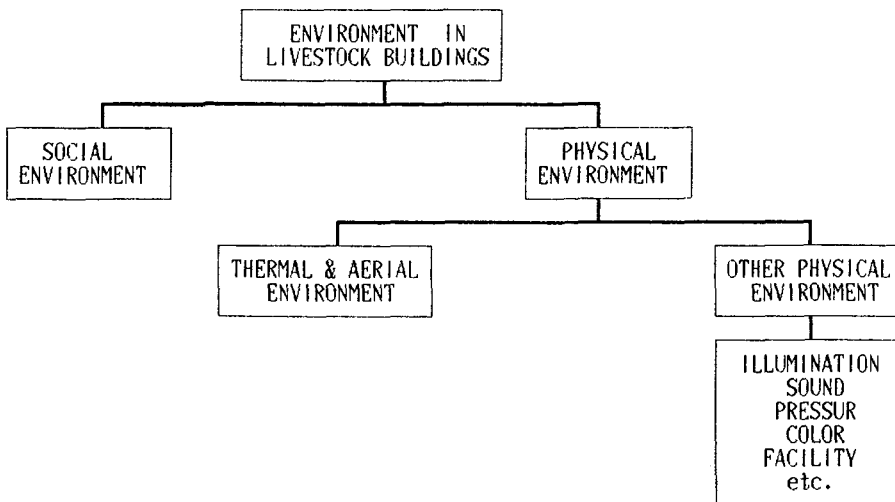 ENVIRONMENT IN
LIVESTOCK BUILDINGS
SOCIAL
ENVIRONMENT
PHYSICAL
ENVIRONMENT
THERMAL & AERIAL
ENVIRONMENT
OTHER PHYSICAL
ENVIRONMENT
ILLUMINATION
SOUND
PRESSUR
COLOR
FACILITY
etc.